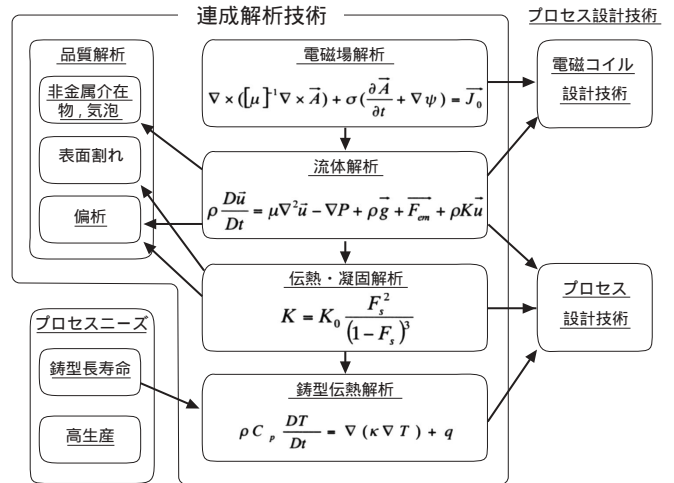 連成解析技術
プロセス設計技術
品質解析
非金属介在
物，気泡
表面割れ
偏析
電磁場解析
∇×([μ]⁻¹∇×A⃗)+σ(∂A⃗/∂t+∇ψ)=J⃗₀
流体解析
ρ Du⃗/Dt = μ∇²u⃗ − ∇P + ρg⃗ + F⃗ₑₘ + ρKu⃗
伝熱・凝固解析
K = K₀ Fₛ²/(1−Fₛ)³
鋳型伝熱解析
ρCₚ DT/Dt = ∇(κ∇T) + q
電磁コイル
設計技術
プロセス
設計技術
プロセスニーズ
鋳型長寿命
高生産